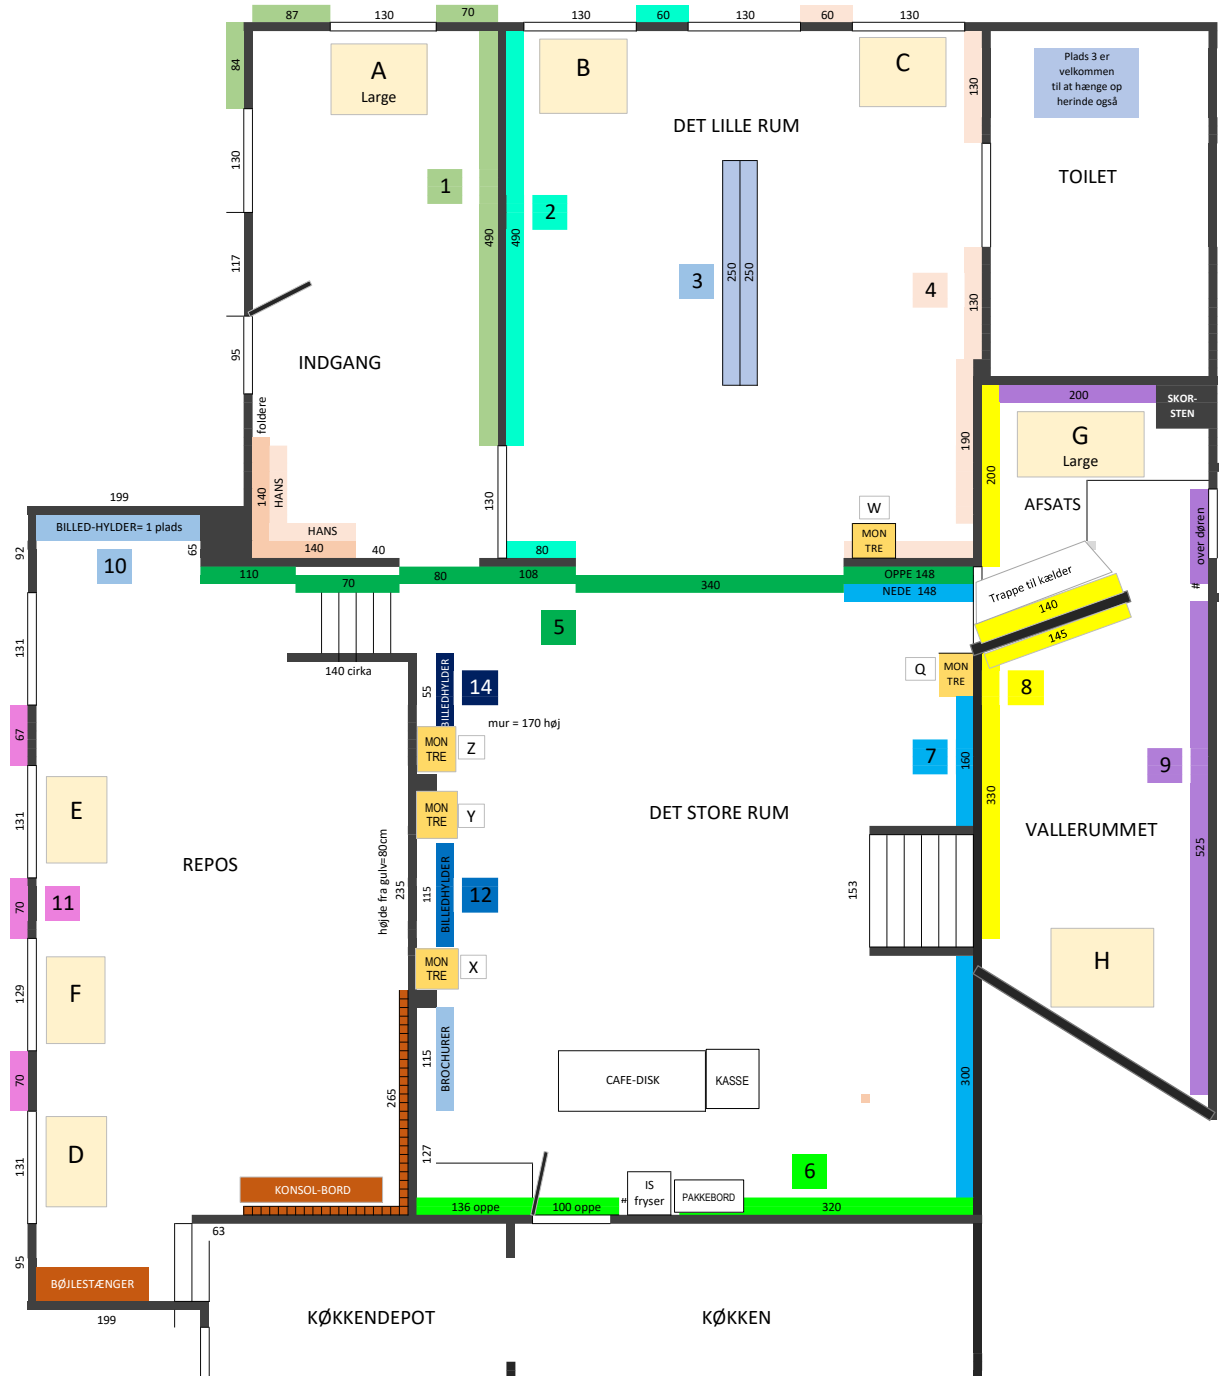 87
130
70
130
60
130
60
130
84
A
Large
B
C
Plads 3 er
velkommen
til at hænge op
herinde også
130
DET LILLE RUM
130
1
2
TOILET
117
490
490
3
250
250
4
130
95
INDGANG
foldere
200
SKOR-
STEN
140
HANS
190
200
G
Large
HANS
140
40
130
80
W
MON
TRE
AFSATS
199
BILLED-HYLDER= 1 plads
92
65
10
110
70
80
108
340
OPPE 148
NEDE 148
Trappe til kælder
140
145
over døren
#
5
131
140 cirka
55
BILLEDHYLDER
14
mur = 170 høj
Q
MON
TRE
8
67
MON
TRE
Z
7
160
330
9
131
E
MON
TRE
Y
DET STORE RUM
VALLERUMMET
525
REPOS
højde fra gulv=80cm
235
115
BILLEDHYLDER
12
153
70
11
129
F
MON
TRE
X
H
70
265
115
BROCHURER
CAFE-DISK
KASSE
300
131
D
127
6
KONSOL-BORD
136 oppe
100 oppe
#
IS
fryser
PAKKEBORD
320
63
95
BØJLESTÆNGER
199
KØKKENDEPOT
KØKKEN